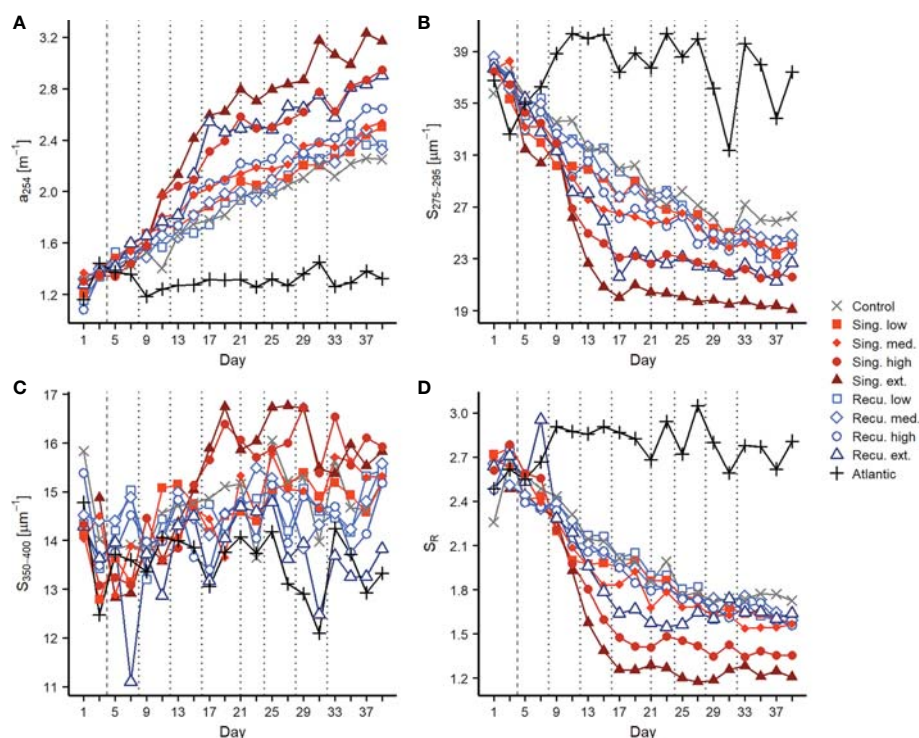 A
3.2
2.8
2.4
2.0
1.6
1.2
a254 [m⁻¹]
1 5 9 13 17 21 25 29 33 37
Day
B
39
35
31
27
23
19
S275–295 [µm⁻¹]
1 5 9 13 17 21 25 29 33 37
Day
C
17
16
15
14
13
12
11
S350–400 [µm⁻¹]
1 5 9 13 17 21 25 29 33 37
Day
D
3.0
2.7
2.4
2.1
1.8
1.5
1.2
SR
1 5 9 13 17 21 25 29 33 37
Day
Control
Sing. low
Sing. med.
Sing. high
Sing. ext.
Recu. low
Recu. med.
Recu. high
Recu. ext.
Atlantic